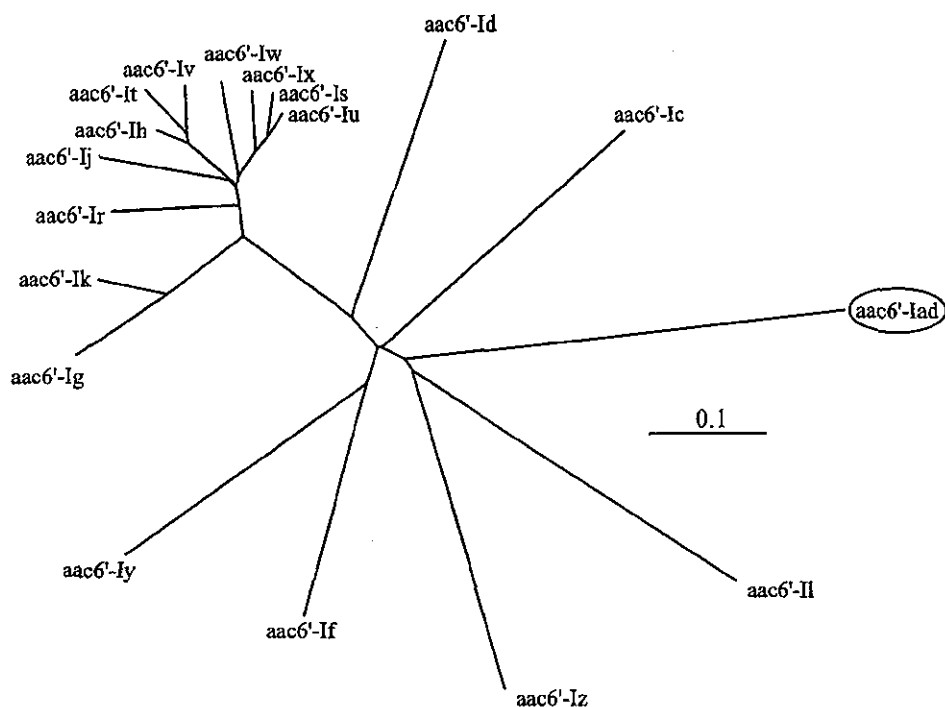 aac6'-Id
aac6'-Iw
aac6'-Iv
aac6'-Ix
aac6'-It
aac6'-Is
aac6'-Iu
aac6'-Ic
aac6'-Ih
aac6'-Ij
aac6'-Ir
aac6'-Ik
aac6'-Iad
aac6'-Ig
0.1
aac6'-Iy
aac6'-Il
aac6'-If
aac6'-Iz